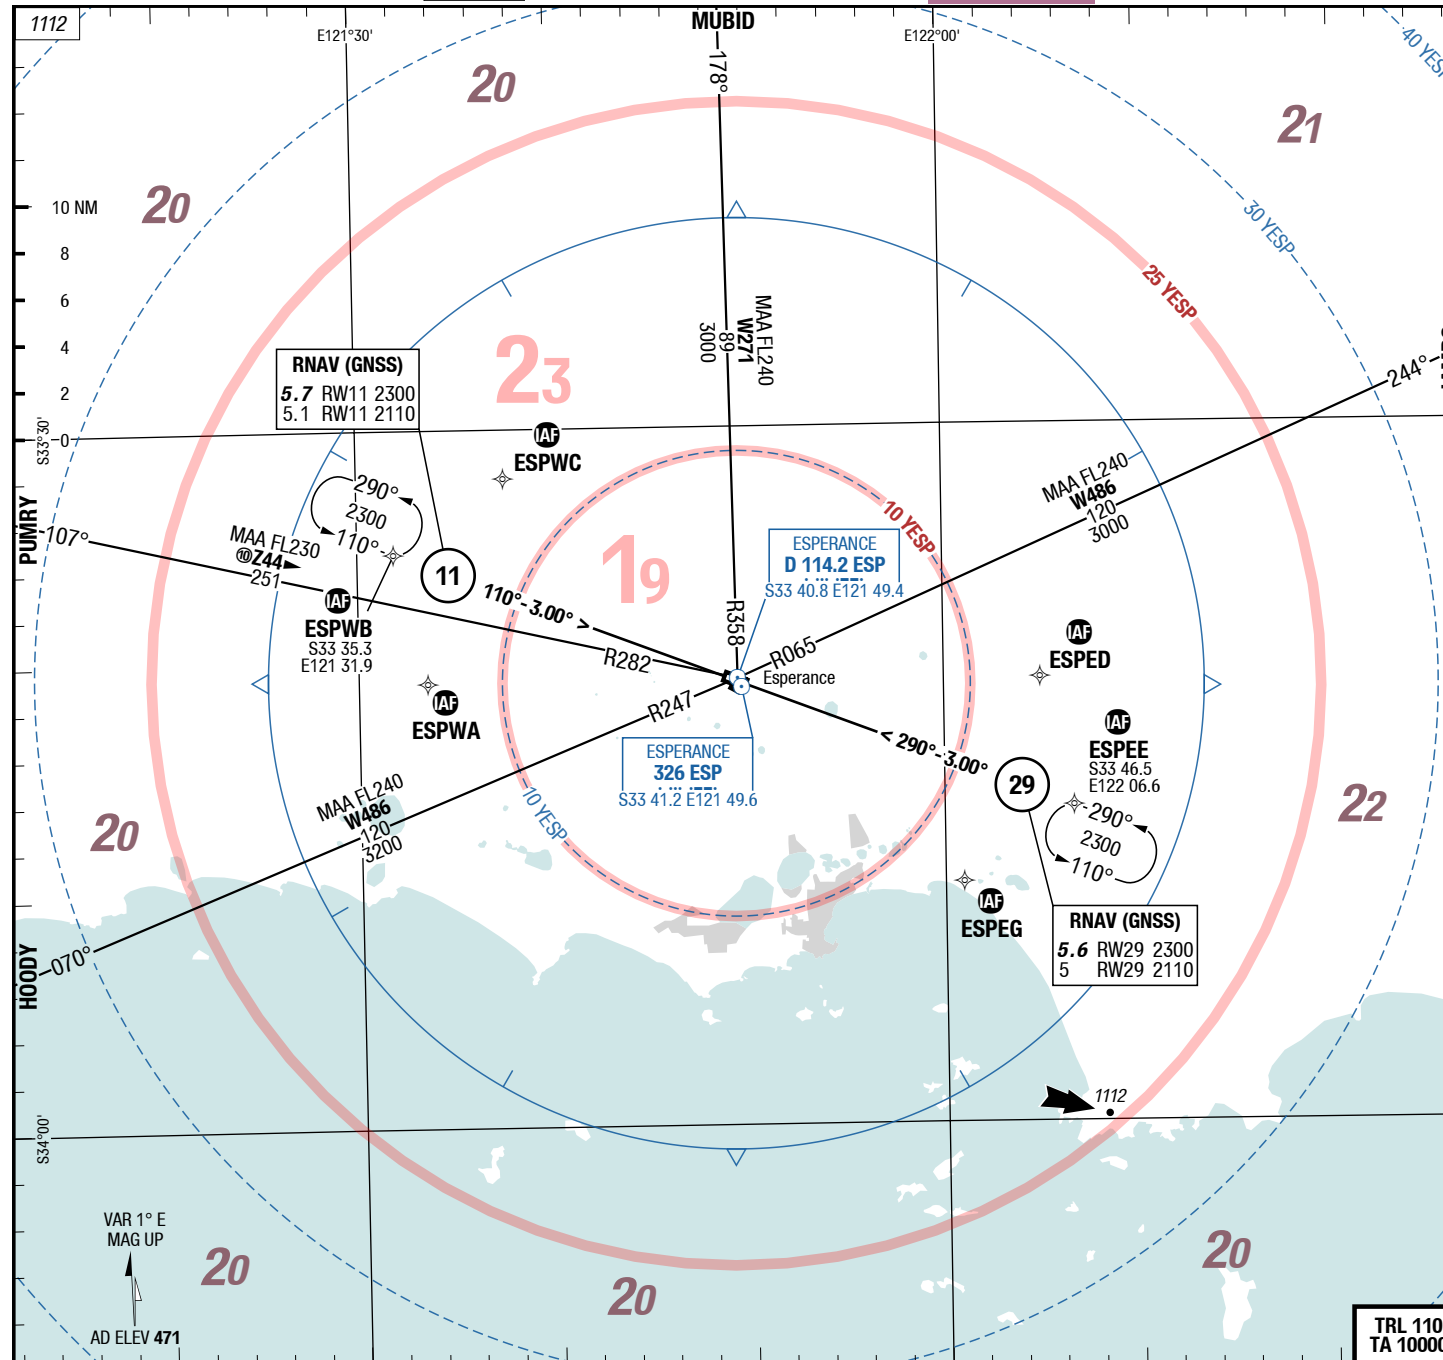 1112
MUBID
E121°30'
E122°00'
40 YESP
20
21
178°
20
10 NM
8
6
4
2
0
S33°30'
30 YESP
25 YESP
MAA FL240
W271
89
3000
23
RNAV (GNSS)
5.7 RW11 2300
5.1 RW11 2110
244°
IAF
ESPWC
290°
2300
110°
MAA FL240
W486
120
3000
10 YESP
PUMRY
107°
MAA FL230
⑩Z44
251
11
110°-3.00° >
19
ESPERANCE
D 114.2 ESP
S33 40.8 E121 49.4
IAF
ESPWB
S33 35.3
E121 31.9
R358
R065
R282
R247
Esperance
IAF
ESPED
IAF
ESPWA
IAF
ESPEE
S33 46.5
E122 06.6
< 290°-3.00°
29
ESPERANCE
326 ESP
S33 41.2 E121 49.6
10 YESP
MAA FL240
W486
120
3200
20
22
290°
2300
110°
IAF
ESPEG
RNAV (GNSS)
5.6 RW29 2300
5 RW29 2110
HOODY
070°
1112
S34°00'
VAR 1° E
MAG UP
AD ELEV 471
20
20
20
TRL 110
TA 10000